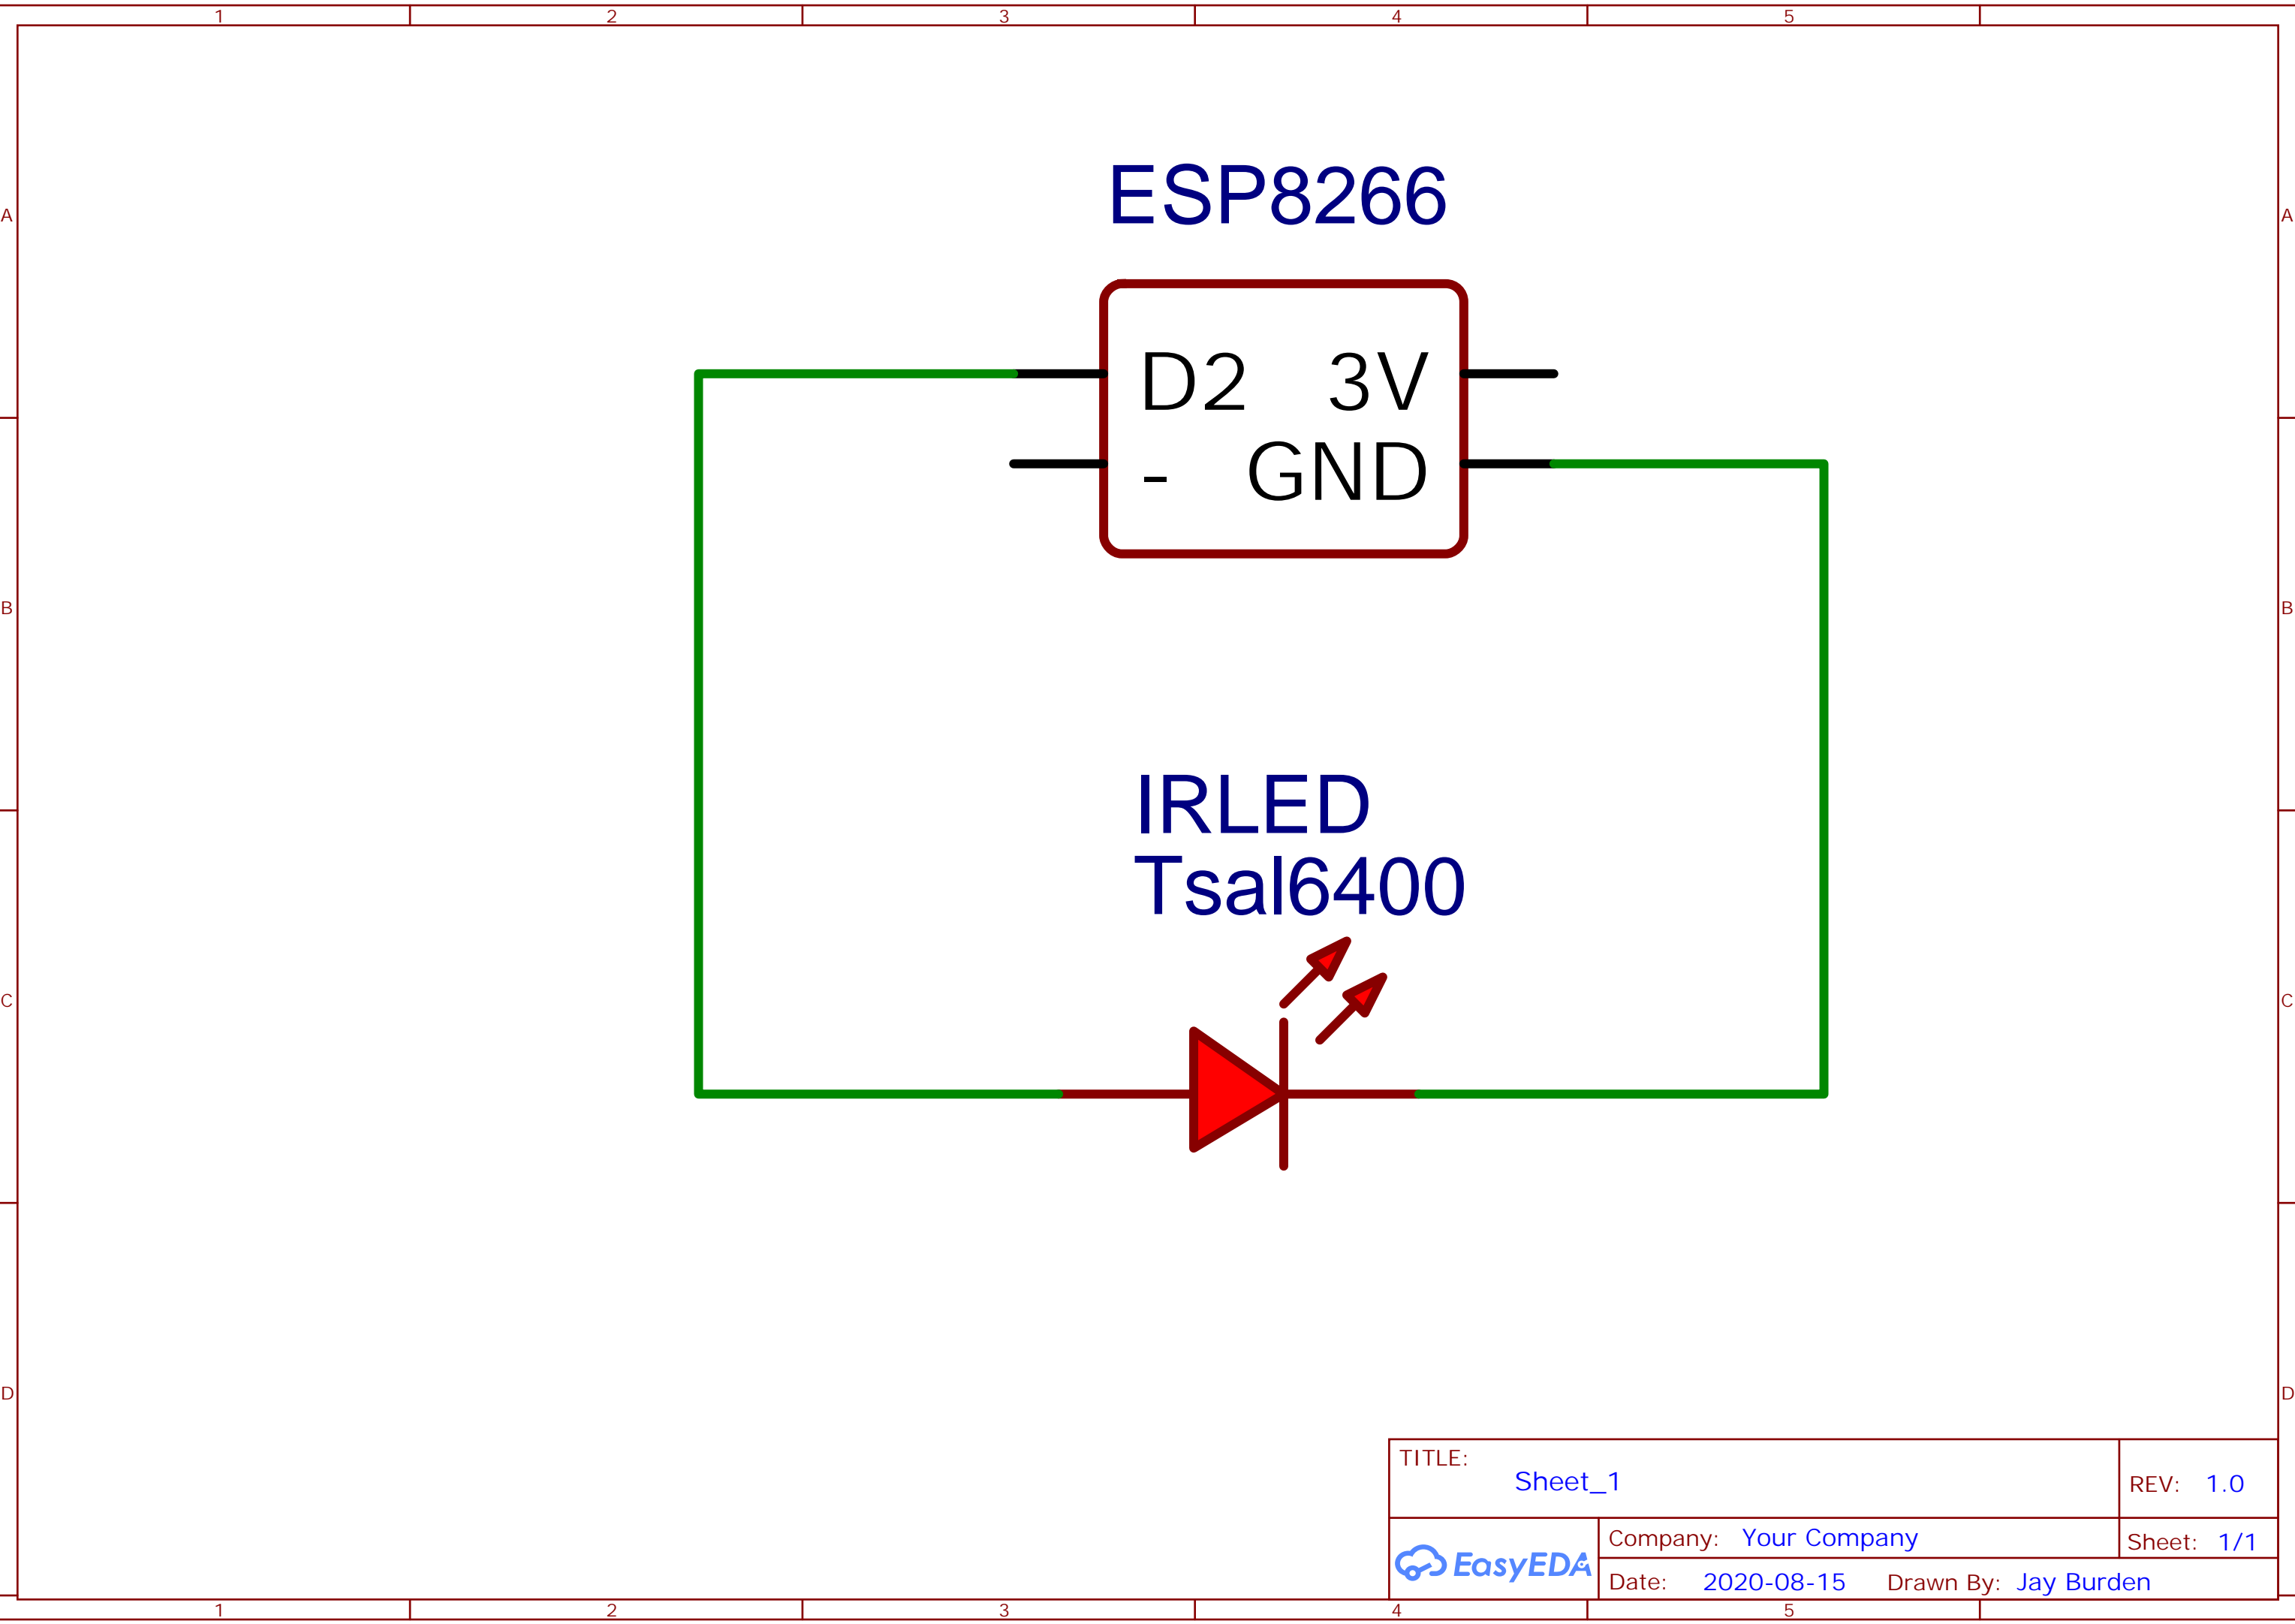 1 2 3 4 5
ESP8266
A A
D2 3V
- GND
B B
IRLED
Tsal6400
C C
D D
TITLE:
Sheet_1
REV: 1.0
Company: Your Company
Sheet: 1/1
EasyEDA
Date: 2020-08-15 Drawn By: Jay Burden
1 2 3 4 5